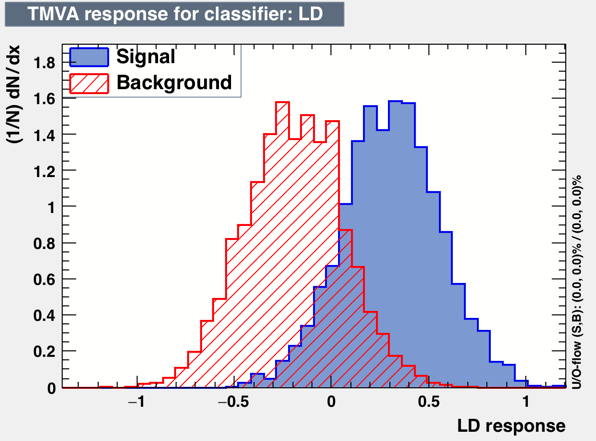 TMVA response for classifier: LD
Signal
Background
(1/N) dN/dx
1.8
1.6
1.4
1.2
1
0.8
0.6
0.4
0.2
0
−1
−0.5
0
0.5
1
LD response
U/O-flow (S,B): (0.0, 0.0)% / (0.0, 0.0)%